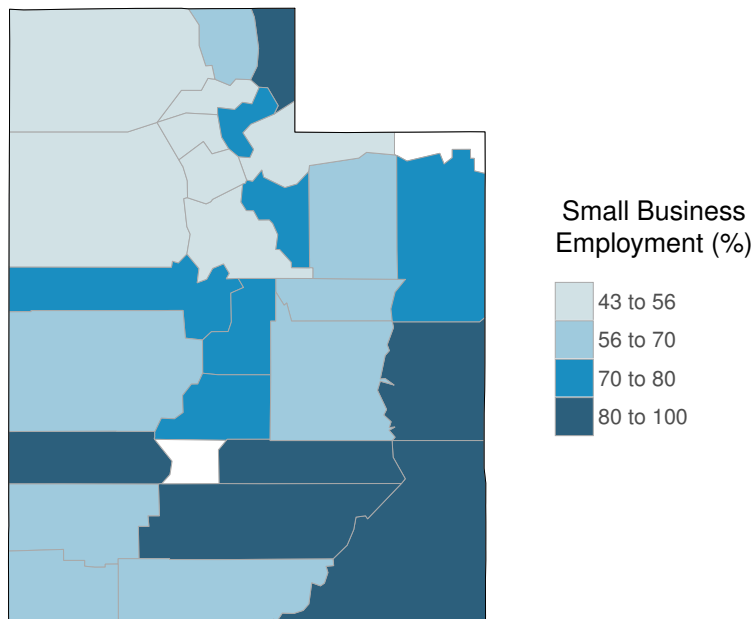 Small Business
Employment (%)
43 to 56
56 to 70
70 to 80
80 to 100